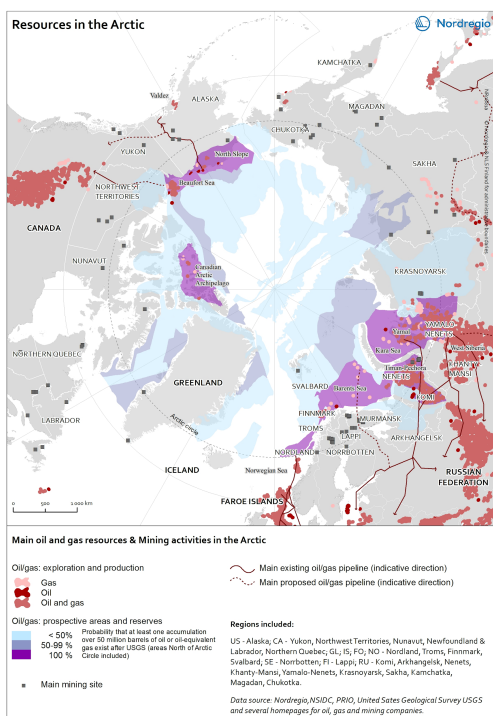 Resources in the Arctic
Nordregio
KAMCHATKA
Valdez
ALASKA
MAGADAN
CHUKOTKA
YUKON
North Slope
SAKHA
Beaufort Sea
NORTHWEST
TERRITORIES
CANADA
NUNAVUT
Canadian
Arctic
Archipelago
KRASNOYARSK
YAMALO
NENETS
Yamal
Kara Sea
West Siberia
KHANTY
MANSI
NORTHERN QUEBEC
GREENLAND
Timan-Pechora
NENETS
SVALBARD
Barents Sea
KOMI
LABRADOR
FINNMARK
MURMANSK
Arctic circle
TROMS
LAPPI
ARKHANGELSK
NORDLAND
NORRBOTTEN
ICELAND
Norwegian Sea
RUSSIAN
FEDERATION
FAROE ISLANDS
0 500 1 000 km
Main oil and gas resources & Mining activities in the Arctic
Oil/gas: exploration and production
Gas
Oil
Oil and gas
Main existing oil/gas pipeline (indicative direction)
Main proposed oil/gas pipeline (indicative direction)
Oil/gas: prospective areas and reserves
< 50%
50-99 %
100 %
Probability that at least one accumulation
over 50 million barrels of oil or oil-equivalent
gas exist after USGS (areas North of Arctic
Circle included)
Main mining site
Regions included:
US - Alaska; CA - Yukon, Northwest Territories, Nunavut, Newfoundland &
Labrador, Northern Quebec; GL; IS; FO; NO - Nordland, Troms, Finnmark,
Svalbard; SE - Norrbotten; FI - Lappi; RU - Komi, Arkhangelsk, Nenets,
Khanty-Mansi, Yamalo-Nenets, Krasnoyarsk, Sakha, Kamchatka,
Magadan, Chukotka.
Data source: Nordregio,NSIDC, PRIO, United Sates Geological Survey USGS
and several homepages for oil, gas and mining companies.